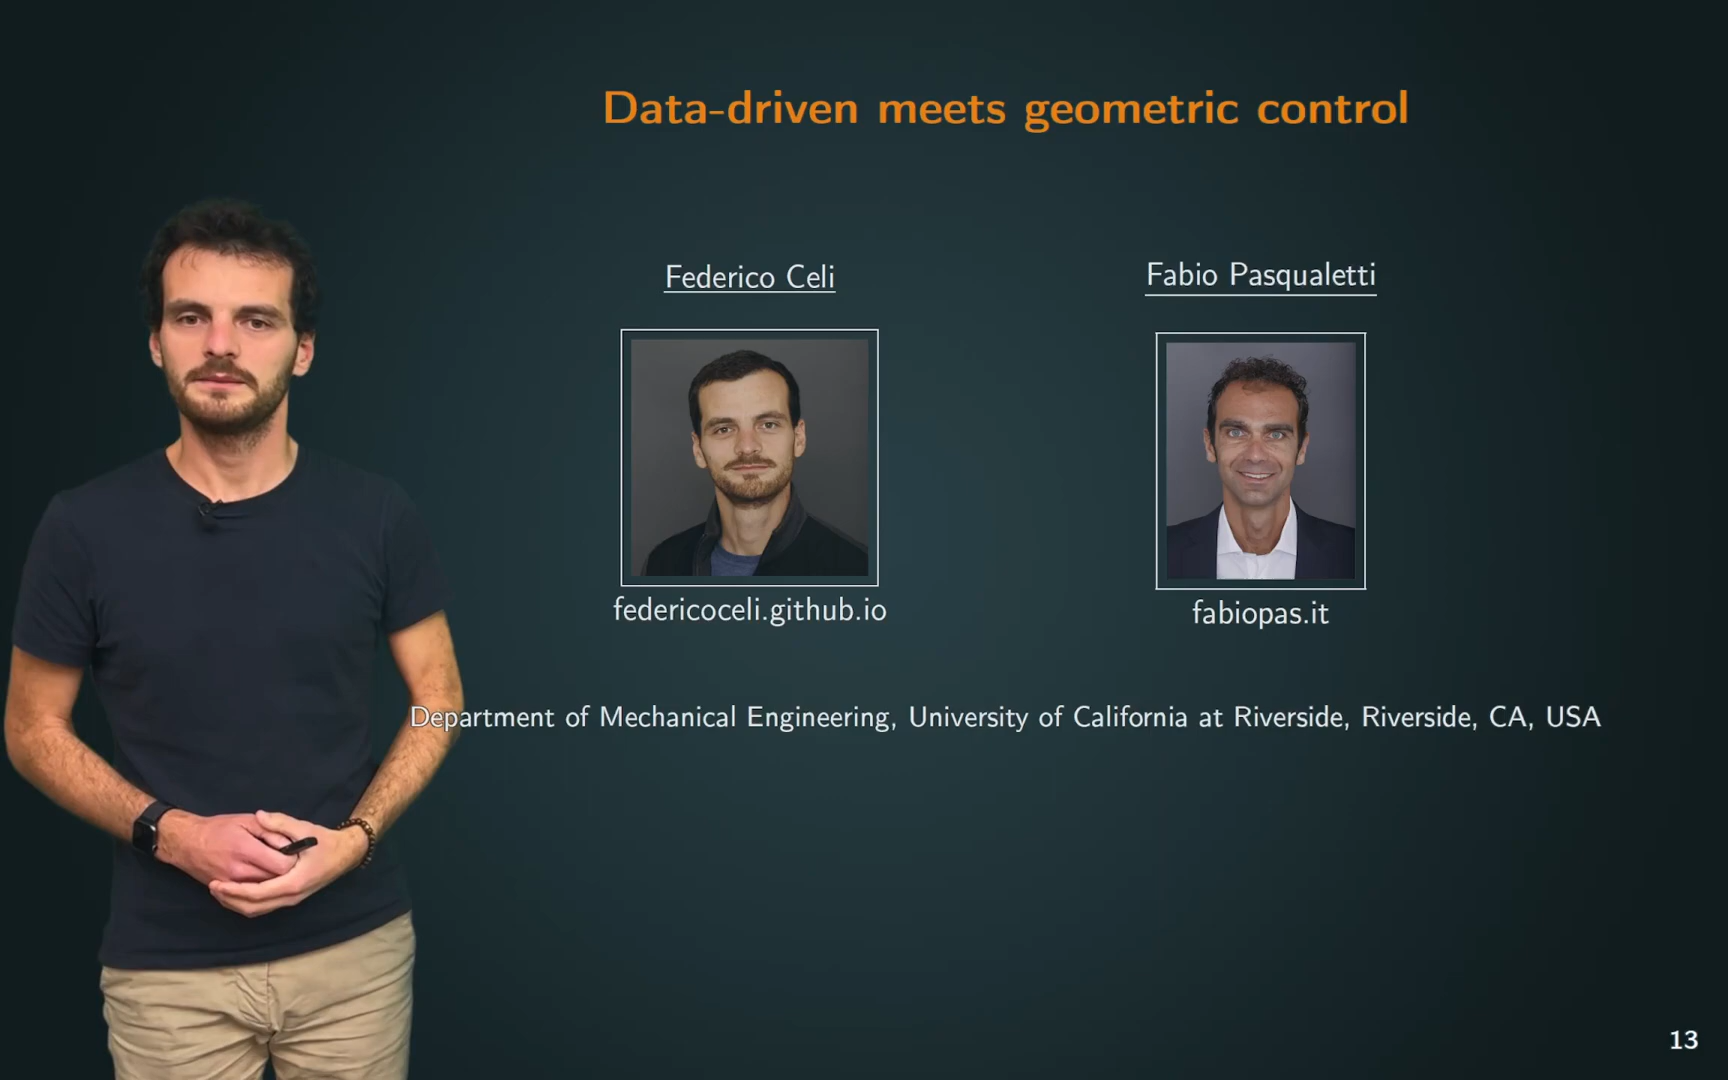 Data-driven meets geometric control
Federico Celi
Fabio Pasqualetti
federicoceli.github.io
fabiopas.it
Department of Mechanical Engineering, University of California at Riverside, Riverside, CA, USA
13